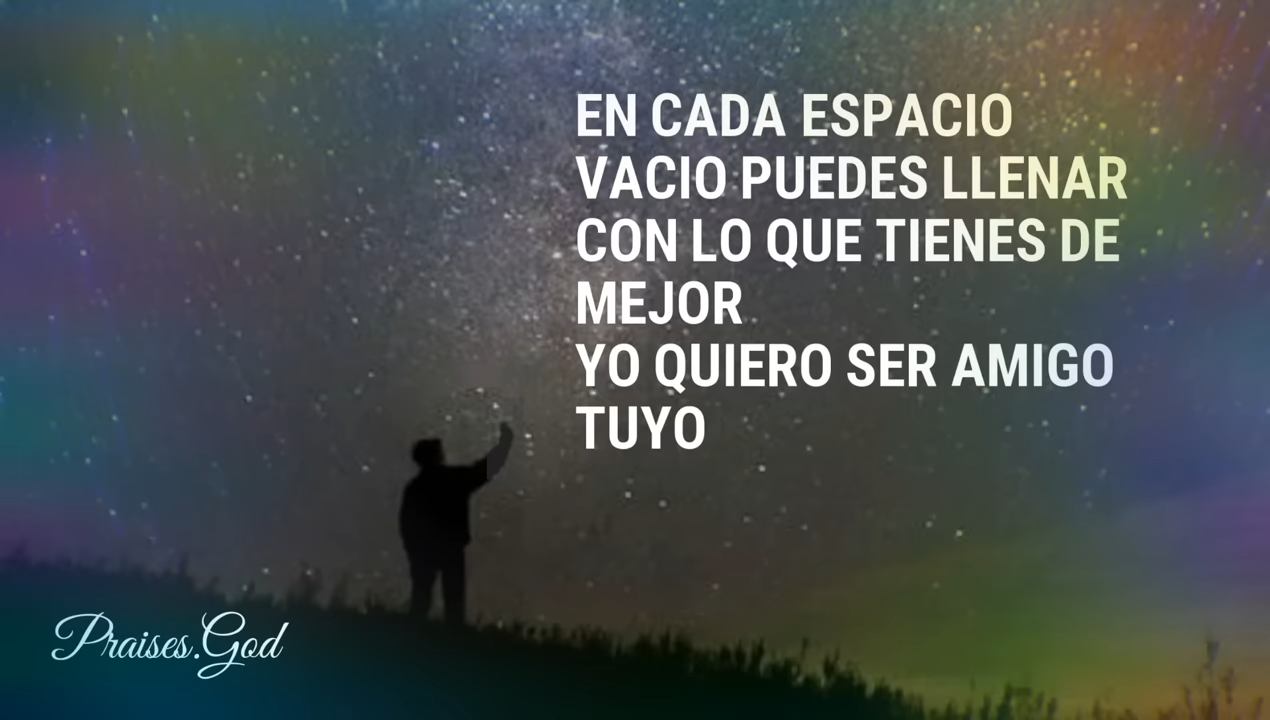 EN CADA ESPACIO
VACIO PUEDES LLENAR
CON LO QUE TIENES DE
MEJOR
YO QUIERO SER AMIGO
TUYO
Praises.God